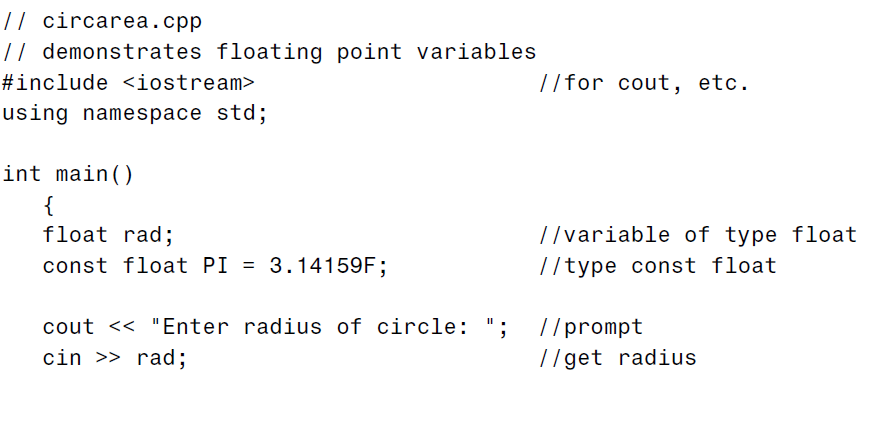 // circarea.cpp
// demonstrates floating point variables
#include <iostream> //for cout, etc.
using namespace std;
int main()
{
float rad; //variable of type float
const float PI = 3.14159F; //type const float
cout << "Enter radius of circle: "; //prompt
cin >> rad; //get radius